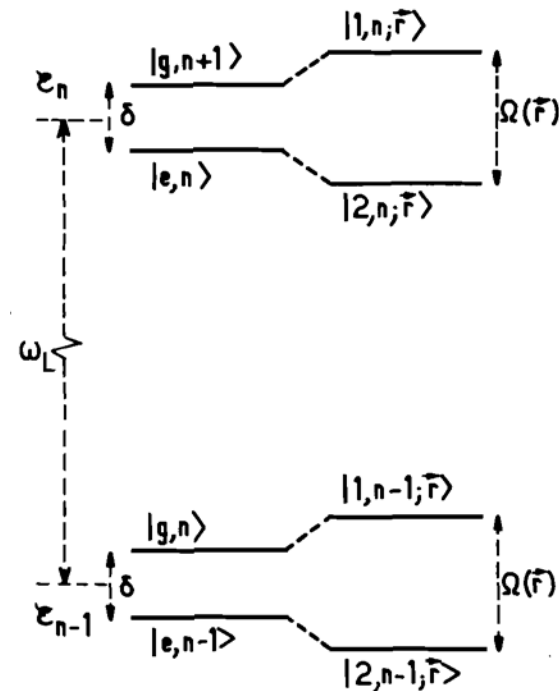 |g,n+1⟩
|1,n;r⃗⟩
ℰn
δ
Ω(r⃗)
|e,n⟩
|2,n;r⃗⟩
ωL
|g,n⟩
|1,n-1;r⃗⟩
δ
Ω(r⃗)
ℰn-1
|e,n-1⟩
|2,n-1;r⃗⟩